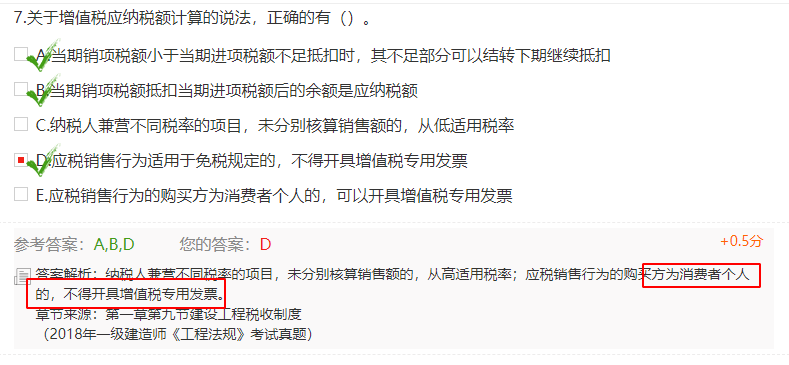 7.关于增值税应纳税额计算的说法，正确的有（）。
A.当期销项税额小于当期进项税额不足抵扣时，其不足部分可以结转下期继续抵扣
B.当期销项税额抵扣当期进项税额后的余额是应纳税额
C.纳税人兼营不同税率的项目，未分别核算销售额的，从低适用税率
D.应税销售行为适用于免税规定的，不得开具增值税专用发票
E.应税销售行为的购买方为消费者个人的，可以开具增值税专用发票
参考答案：A,B,D 您的答案：D +0.5分
答案解析：纳税人兼营不同税率的项目，未分别核算销售额的，从高适用税率；应税销售行为的购买方为消费者个人
的，不得开具增值税专用发票。
章节来源：第一章第九节建设工程税收制度
（2018年一级建造师《工程法规》考试真题）